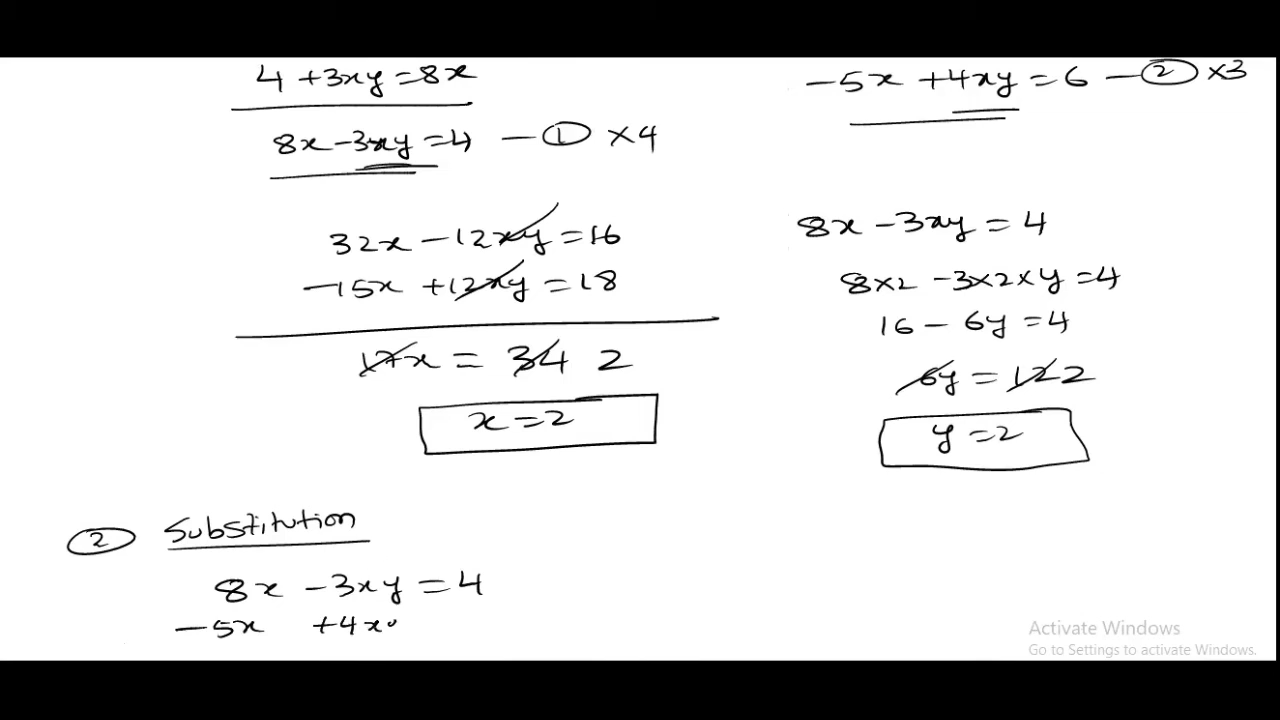 4 + 3xy = 8x
8x - 3xy = 4 — ① × 4
-5x + 4xy = 6 — ② × 3
32x - 12xy = 16
-15x + 12xy = 18
17x = 34 2
x = 2
8x - 3xy = 4
8×2 - 3×2×y = 4
16 - 6y = 4
6y = 12 2
y = 2
② Substitution
8x - 3xy = 4
-5x + 4x
Activate Windows
Go to Settings to activate Windows.